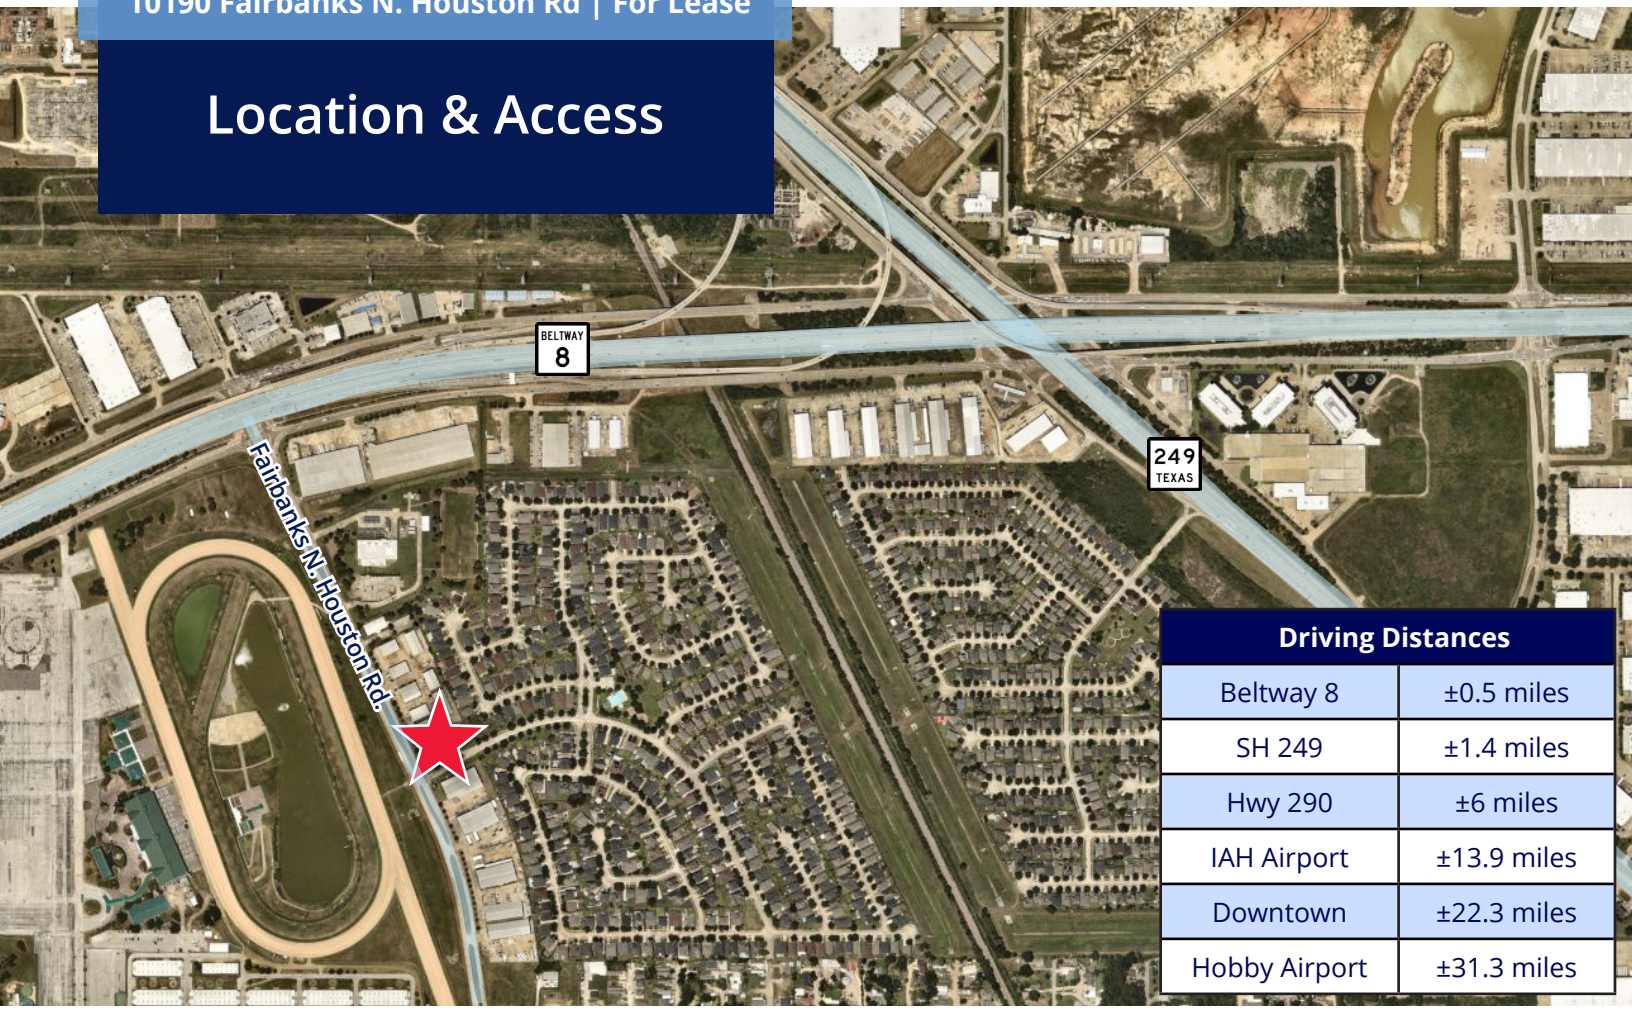 10190 Fairbanks N. Houston Rd | For Lease
Location & Access
BELTWAY
8
249
TEXAS
Fairbanks N. Houston Rd.
Driving Distances
Beltway 8 ±0.5 miles
SH 249 ±1.4 miles
Hwy 290 ±6 miles
IAH Airport ±13.9 miles
Downtown ±22.3 miles
Hobby Airport ±31.3 miles